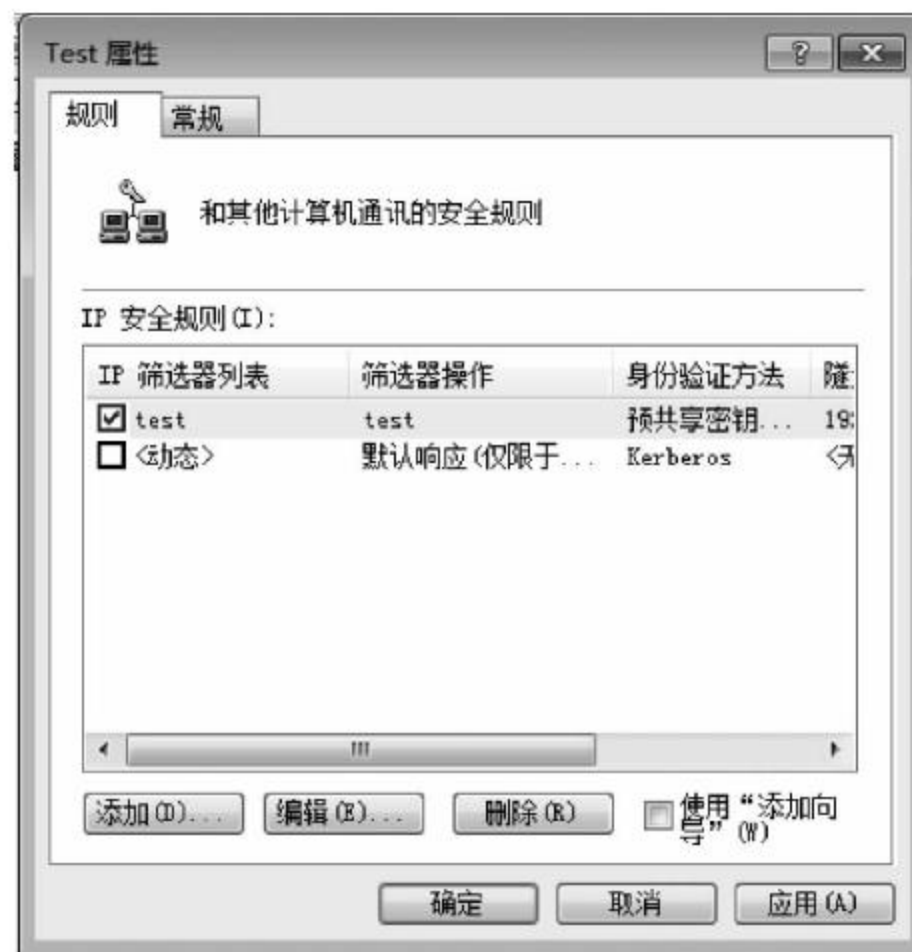 Test 属性
规则 常规
和其他计算机通讯的安全规则
IP 安全规则(I):
IP 筛选器列表 筛选器操作 身份验证方法 隧
test test 预共享密钥... 19
<动态> 默认响应(仅限于... Kerberos <无
添加(D)... 编辑(E)... 删除(R) 使用“添加向
导”(W)
确定 取消 应用(A)